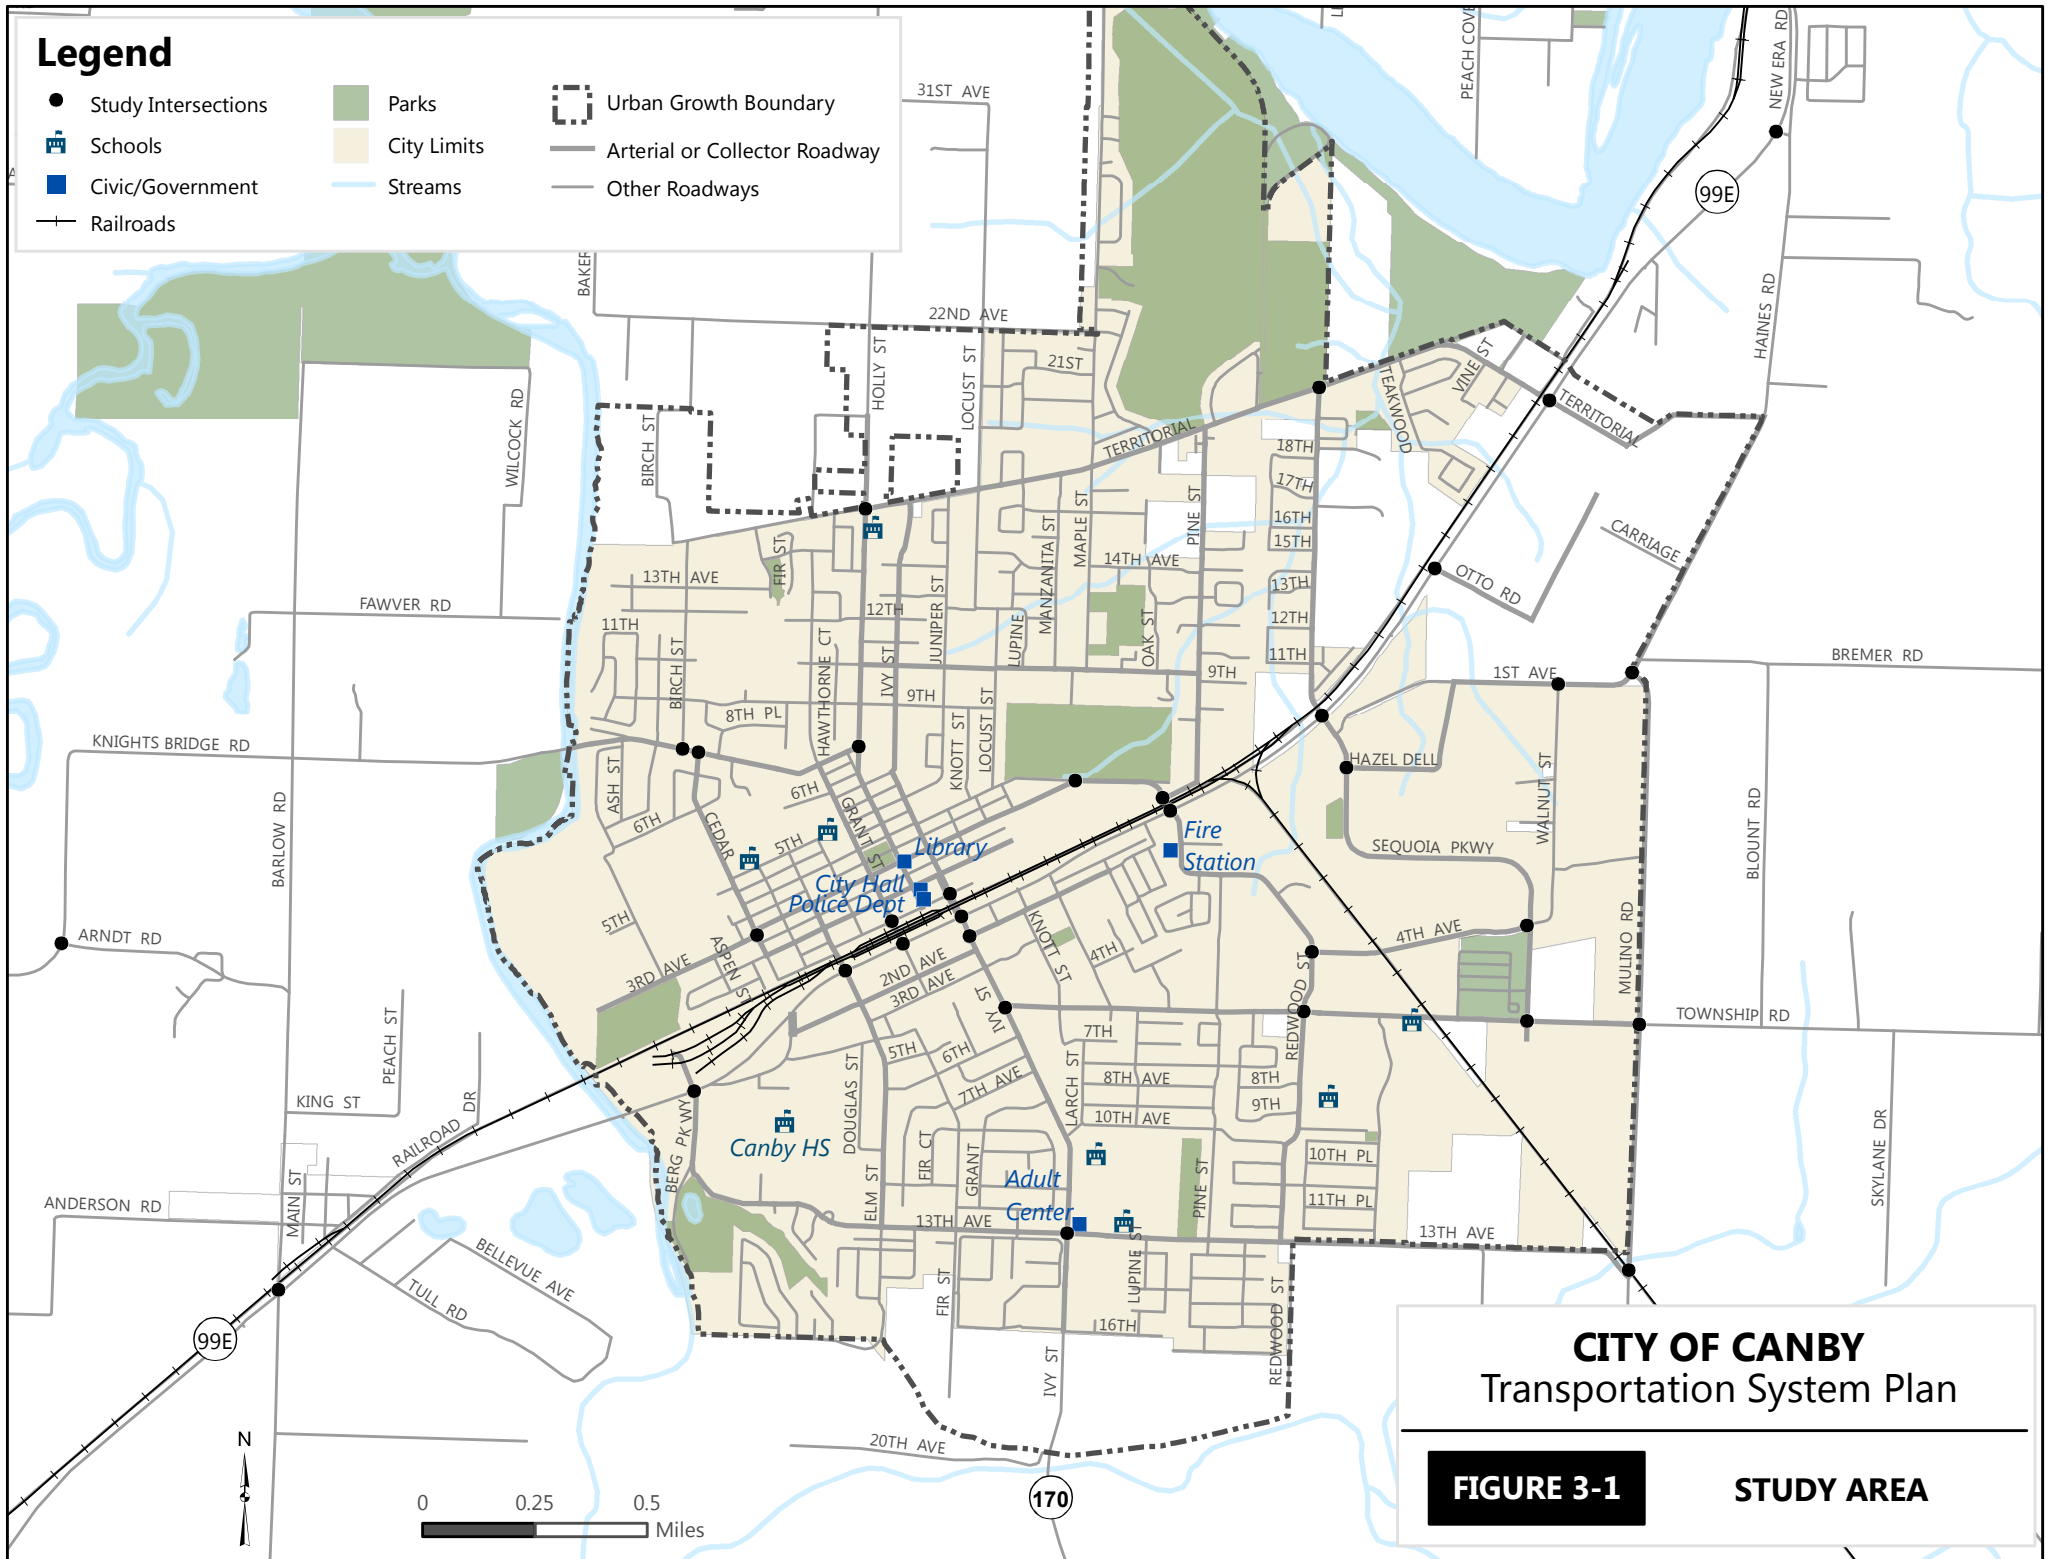 Legend
Study Intersections
Schools
Civic/Government
Railroads
Parks
City Limits
Streams
Urban Growth Boundary
Arterial or Collector Roadway
Other Roadways
31ST AVE
PEACH COVE
NEW ERA RD
99E
BAKER
22ND AVE
HAINES RD
HOLLY ST
LOCUST ST
21ST
VINE ST
TEAKWOOD
TERRITORIAL
TERRITORIAL
WILCOCK RD
BIRCH ST
18TH
17TH
16TH
15TH
PINE ST
MAPLE ST
MANZANITA ST
14TH AVE
CARRIAGE
OTTO RD
FIR ST
13TH AVE
13TH
12TH
12TH
JUNIPER ST
LUPINE
OAK ST
FAWVER RD
11TH
11TH
BIRCH ST
HAWTHORNE CT
IVY ST
9TH
9TH
1ST AVE
BREMER RD
8TH PL
KNOTT ST
LOCUST ST
KNIGHTS BRIDGE RD
HAZEL DELL
ASH ST
6TH
6TH
GRANT ST
WALNUT ST
BARLOW RD
CEDAR
5TH
Library
Fire
Station
SEQUOIA PKWY
BLOUNT RD
City Hall
Police Dept
5TH
KNOTT ST
4TH
4TH AVE
ARNDT RD
3RD AVE
ASPEN ST
2ND AVE
3RD AVE
IVY ST
REDWOOD ST
MULINO RD
TOWNSHIP RD
PEACH ST
7TH
5TH
6TH
7TH AVE
DOUGLAS ST
LARCH ST
8TH AVE
8TH
9TH
10TH AVE
KING ST
RAILROAD DR
BERG PKWY
Canby HS
FIR CT
GRANT
10TH PL
11TH PL
PINE ST
SKYLANE DR
Adult
Center
ANDERSON RD
MAIN ST
ELM ST
13TH AVE
13TH AVE
LUPINE ST
BELLEVUE AVE
TULL RD
FIR ST
REDWOOD ST
16TH
IVY ST
99E
20TH AVE
170
N
0 0.25 0.5
Miles
CITY OF CANBY
Transportation System Plan
FIGURE 3-1
STUDY AREA